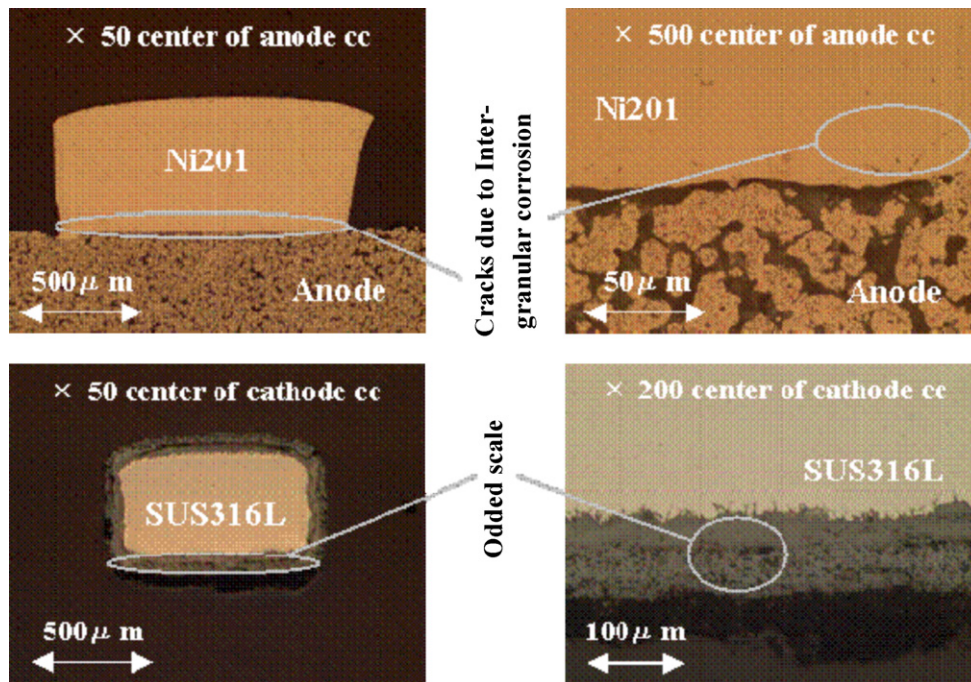 × 50 center of anode cc
Ni201
500μ m
Anode
Cracks due to Inter-
granular corrosion
× 500 center of anode cc
Ni201
50μ m
Anode
× 50 center of cathode cc
SUS316L
500μ m
Odded scale
× 200 center of cathode cc
SUS316L
100μ m